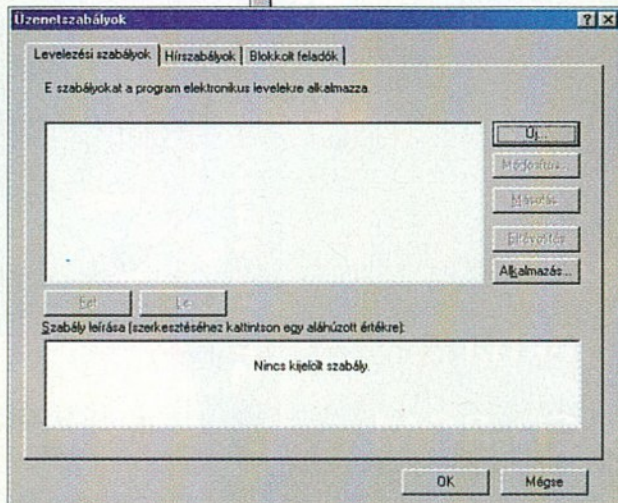 Üzenetszabályok
Levelezési szabályok Hírszabályok Blokkolt feladók
E szabályokat a program elektronikus levelekre alkalmazza.
Új...
Módosítás...
Másolás
Eltávolítás
Alkalmazás...
Fel Le
Szabály leírása (szerkesztéséhez kattintson egy aláhúzott értékre):
Nincs kijelölt szabály.
OK Mégse